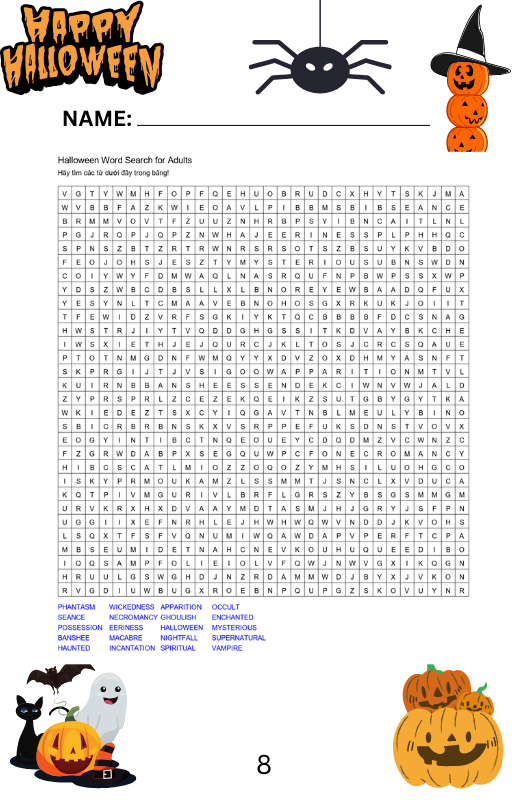 HAPPY
HALLOWEEN
NAME:
Halloween Word Search for Adults
Hãy tìm các từ dưới đây trong bảng!
V G T Y W M H F O P F Q E H U O B R U D C X H Y T S K J M A
W V B B F A Z K W I E O A V L P I B B M S B I B S E A N C E
B R M M V O V T F Z U U Z N H R B P S Y I B N C A I T L N L
P G J R Q P J Q P Z N W H A J E E R I N E S S P L P H H Q C
S P N S Z B T Z R T R W N R S R S O T S Z B S U Y K V B D O
F E O J O H S J E S Z T Y M Y S T E R I O U S U B N S W D N
C O I Y W Y F D M W A Q L N A S R Q U F N P B W P S S X W P
Y D S Z W B C D B S L L X L B N O R E Y E W B A A D Q F U X
Y E S Y N L T C M A A V E B N O H O S G X R K U K J O I I T
T F E W I D Z V R F S G K I Y K T Q C B B B B F D C S N A G
H W S T R J I Y T V Q D D G H G S S I T K D V A Y B K C H E
I W S X I E T H J E J Q U R C J K L T O S J C R C S Q A U E
P T O T N M G D N F W M Q Y Y X D V Z O X D H M Y A S N F T
S K P R G I J T J V S I G O O W A P P A R I T I O N M T V L
K U I R N B B A N S H E E S S E N D E K C I W N V W J A L D
Z Y P R S P R L Z C E Z E K Q E I K Z S U T G B Y G Y T K A
W K I E D E Z T S X C Y I Q G A V T N B L M E U L Y B I N O
S B I C R B R B N S K X V S R P P E F U K S D N S T V O V X
E O G Y I N T I B C T N Q E O U E Y C D Q D M Z V C W N Z C
F Z G R W D A B P X S E G Q U W P C F O N E C R O M A N C Y
H I B C S C A T L M I O Z Z O Q O Z Y M H S I L U O H G C O
I S K Y P R M O U K A M Z L S S M M T J S N C L X V D U C A
K Q T P I V M G U R I V L B R F L G R S Z Y B S G S M M G M
U R V K R X H X D V A A Y M D T A S M J H J G R Y J S F P N
U G G I I X E F N R H L E J H W H W Q W V N D D J K V O H S
L S Q X T F S F V Q N U M I W Q A W D A P V P E R F T C P A
M B S E U M I D E T N A H C N E V K O U H U Q U E E D I B O
I Q Q S A M P F O L I E I O L V F Q W J N W V G X I K Q G N
H R U U L G S W G H D J N Z R D A M M W D J B Y X J V K O N
R V G D I U W B U G X R O E B N P Q U P G Z S K O V U Y N R
PHANTASM WICKEDNESS APPARITION OCCULT
SEANCE NECROMANCY GHOULISH ENCHANTED
POSSESSION EERINESS HALLOWEEN MYSTERIOUS
BANSHEE MACABRE NIGHTFALL SUPERNATURAL
HAUNTED INCANTATION SPIRITUAL VAMPIRE
8